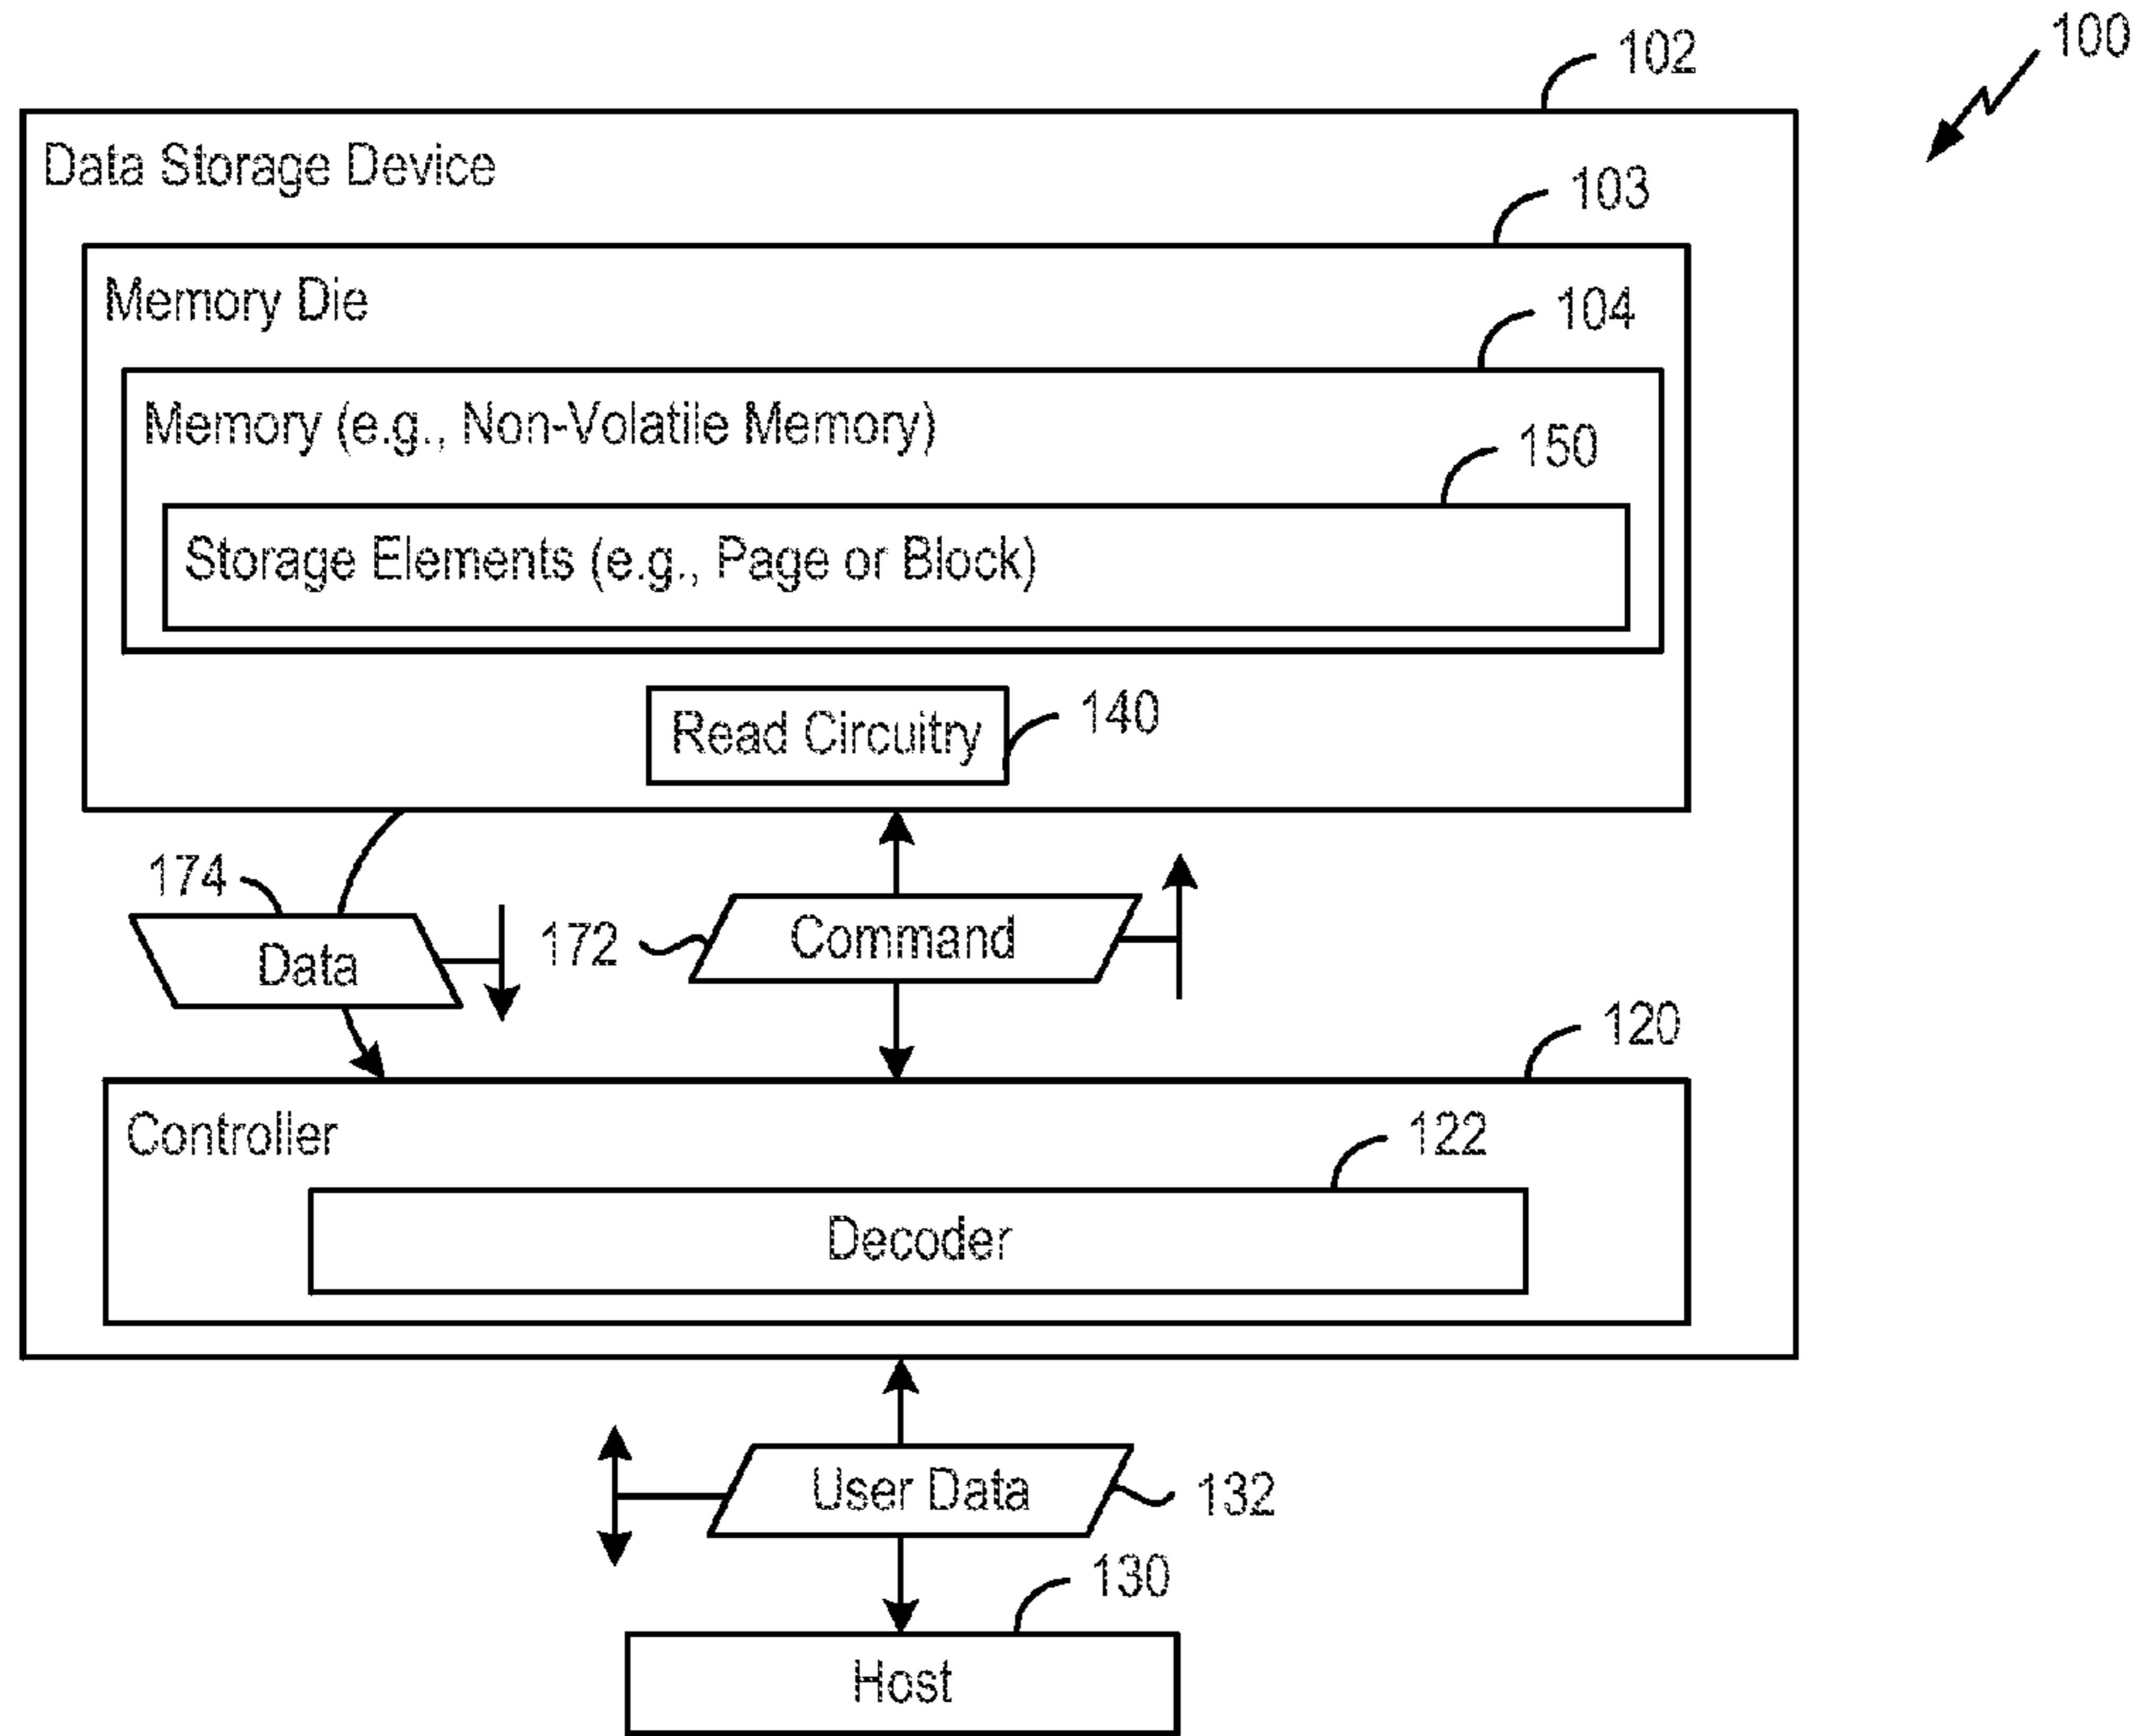 100
102
Data Storage Device
103
Memory Die
104
Memory (e.g., Non-Volatile Memory)
150
Storage Elements (e.g., Page or Block)
Read Circuitry
140
174
Data
172
Command
120
Controller
122
Decoder
User Data
132
130
Host